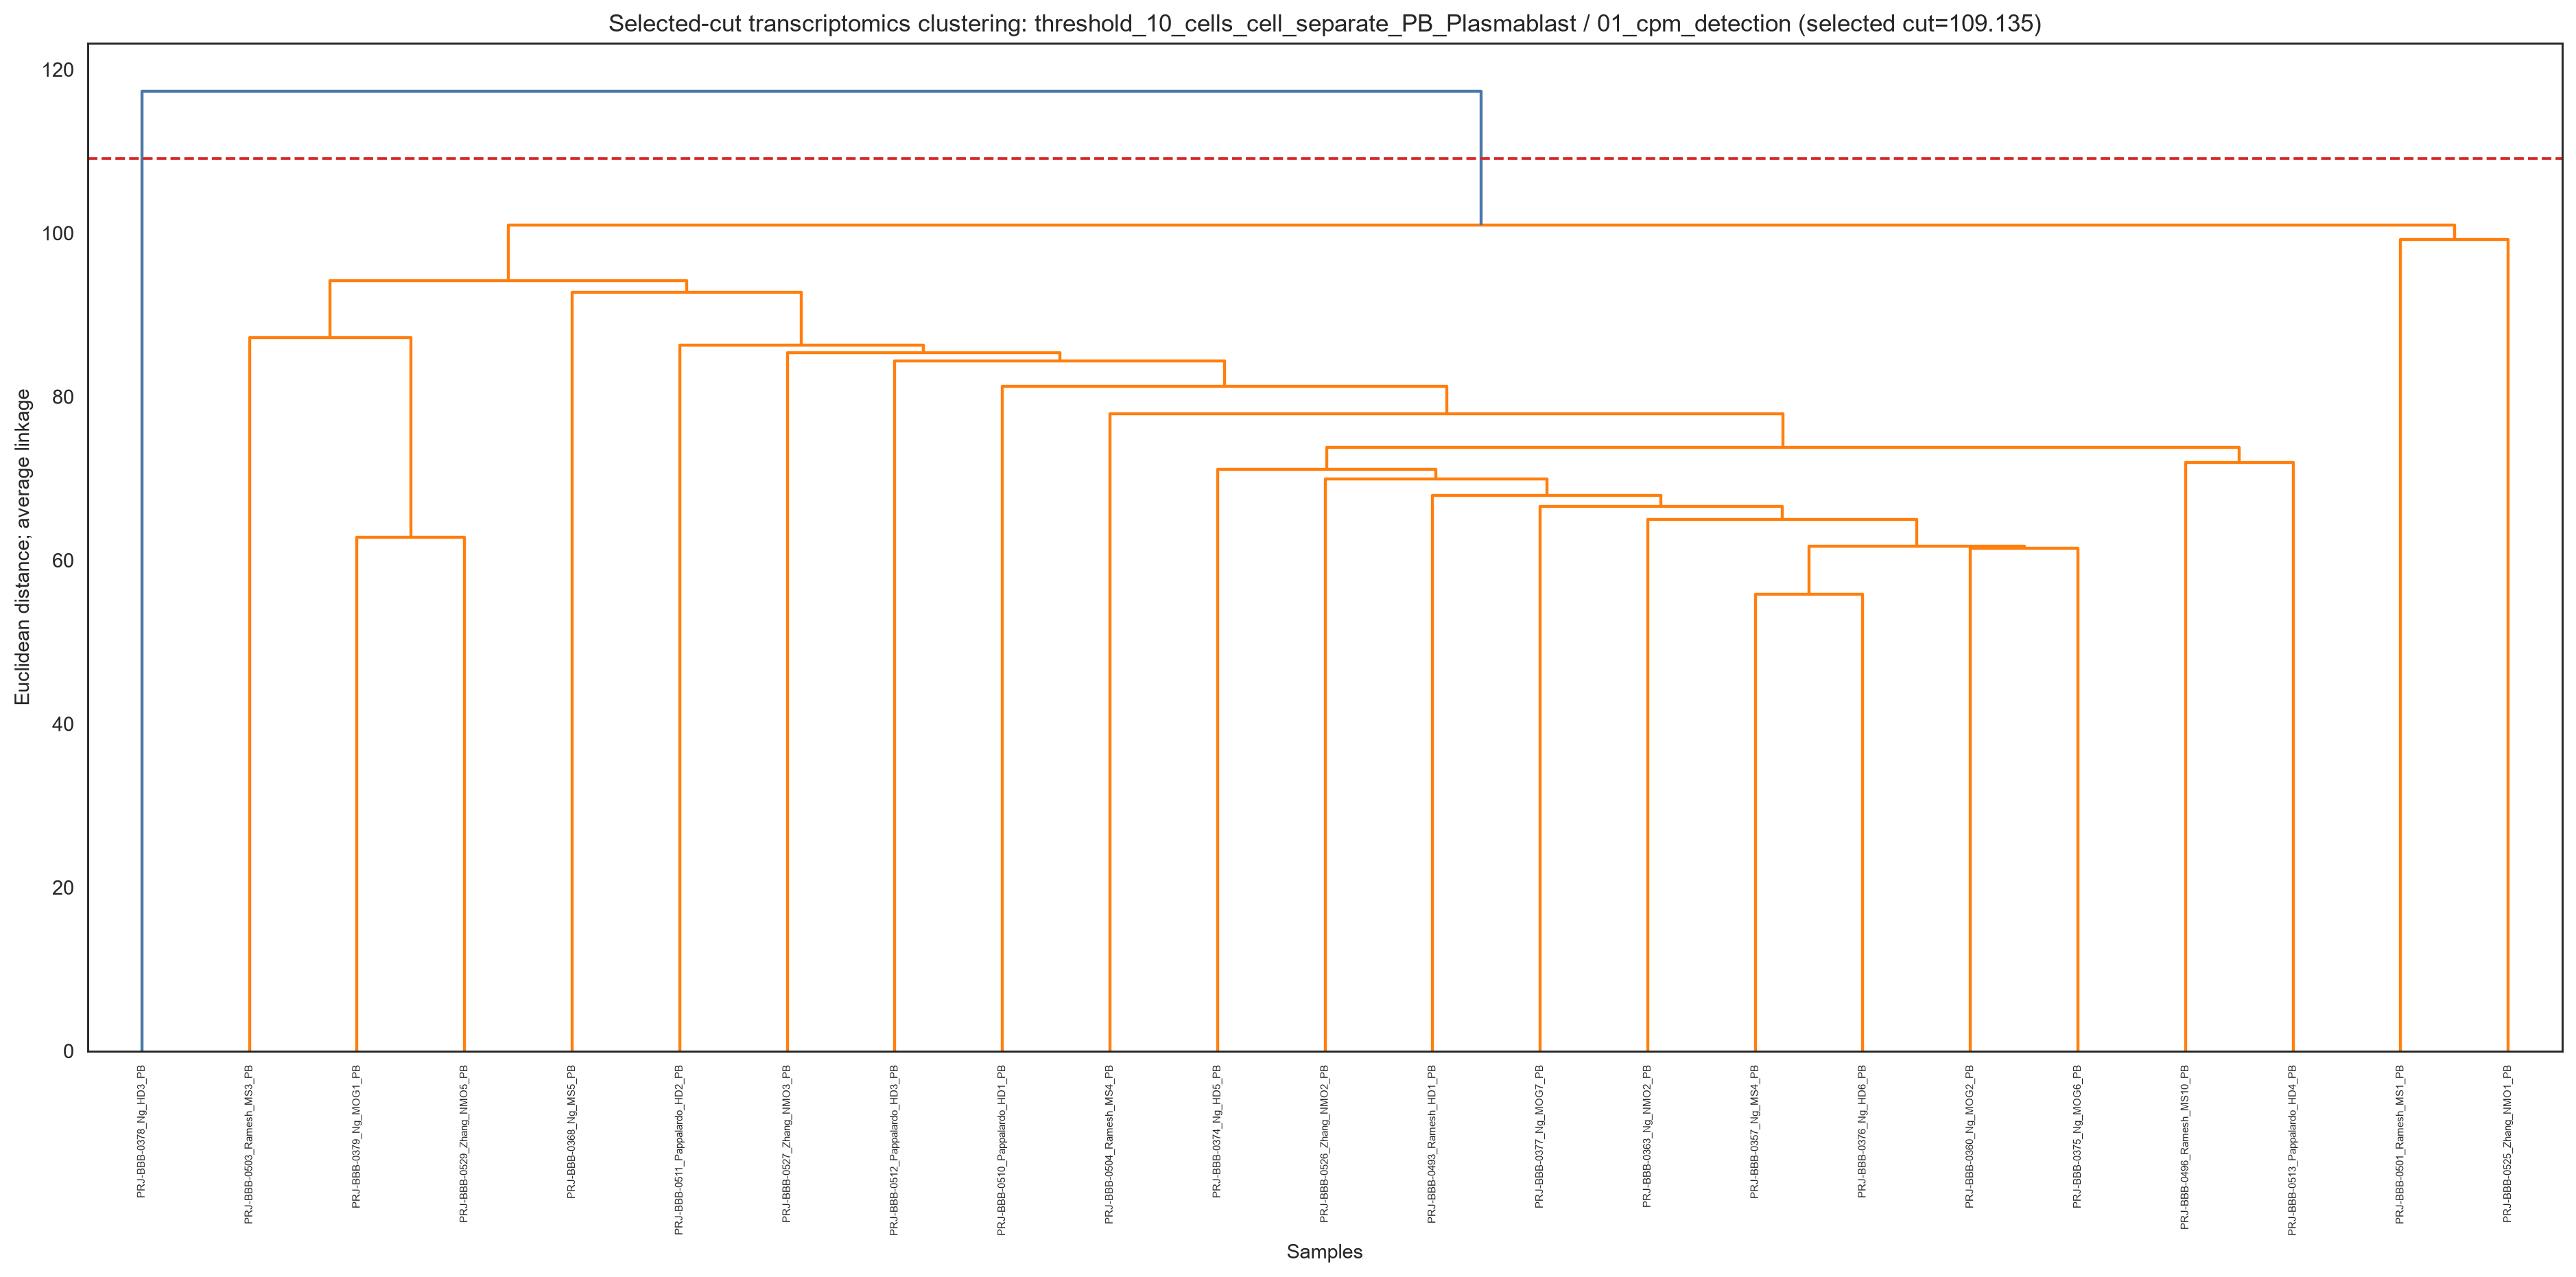 Selected-cut transcriptomics clustering: threshold_10_cells_cell_separate_PB_Plasmablast / 01_cpm_detection (selected cut=109.135)
120
100
80
60
40
20
0
Euclidean distance; average linkage
PRJ-BBB-0378_Ng_HD3_PB
PRJ-BBB-0503_Ramesh_MS3_PB
PRJ-BBB-0379_Ng_MOG1_PB
PRJ-BBB-0529_Zhang_NMO5_PB
PRJ-BBB-0368_Ng_MS5_PB
PRJ-BBB-0511_Pappalardo_HD2_PB
PRJ-BBB-0527_Zhang_NMO3_PB
PRJ-BBB-0512_Pappalardo_HD3_PB
PRJ-BBB-0510_Pappalardo_HD1_PB
PRJ-BBB-0504_Ramesh_MS4_PB
PRJ-BBB-0374_Ng_HD5_PB
PRJ-BBB-0526_Zhang_NMO2_PB
PRJ-BBB-0493_Ramesh_HD1_PB
PRJ-BBB-0377_Ng_MOG7_PB
PRJ-BBB-0363_Ng_NMO2_PB
PRJ-BBB-0357_Ng_MS4_PB
PRJ-BBB-0376_Ng_HD6_PB
PRJ-BBB-0360_Ng_MOG2_PB
PRJ-BBB-0375_Ng_MOG6_PB
PRJ-BBB-0496_Ramesh_MS10_PB
PRJ-BBB-0513_Pappalardo_HD4_PB
PRJ-BBB-0501_Ramesh_MS1_PB
PRJ-BBB-0525_Zhang_NMO1_PB
Samples